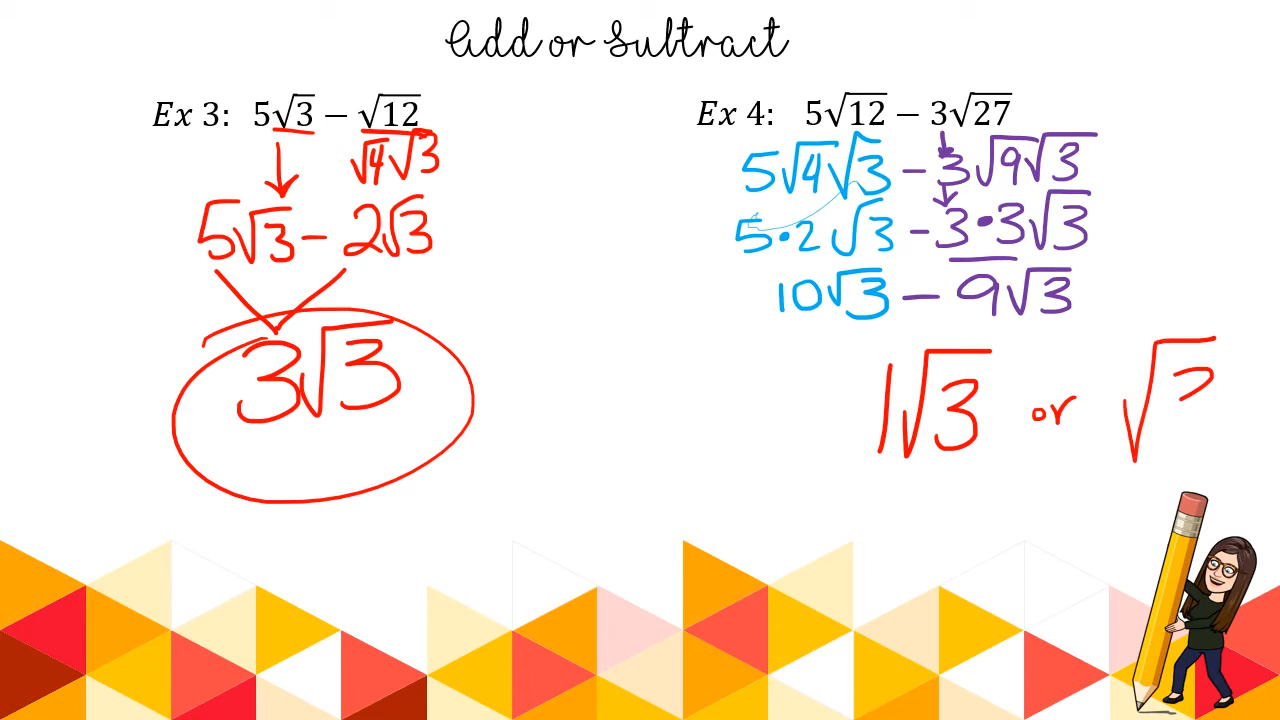 Add or Subtract
Ex 3: 5√3 − √12
√4√3
5√3 − 2√3
3√3
Ex 4: 5√12 − 3√27
5√4√3 − 3√9√3
5•2√3 − 3•3√3
10√3 − 9√3
1√3 or √